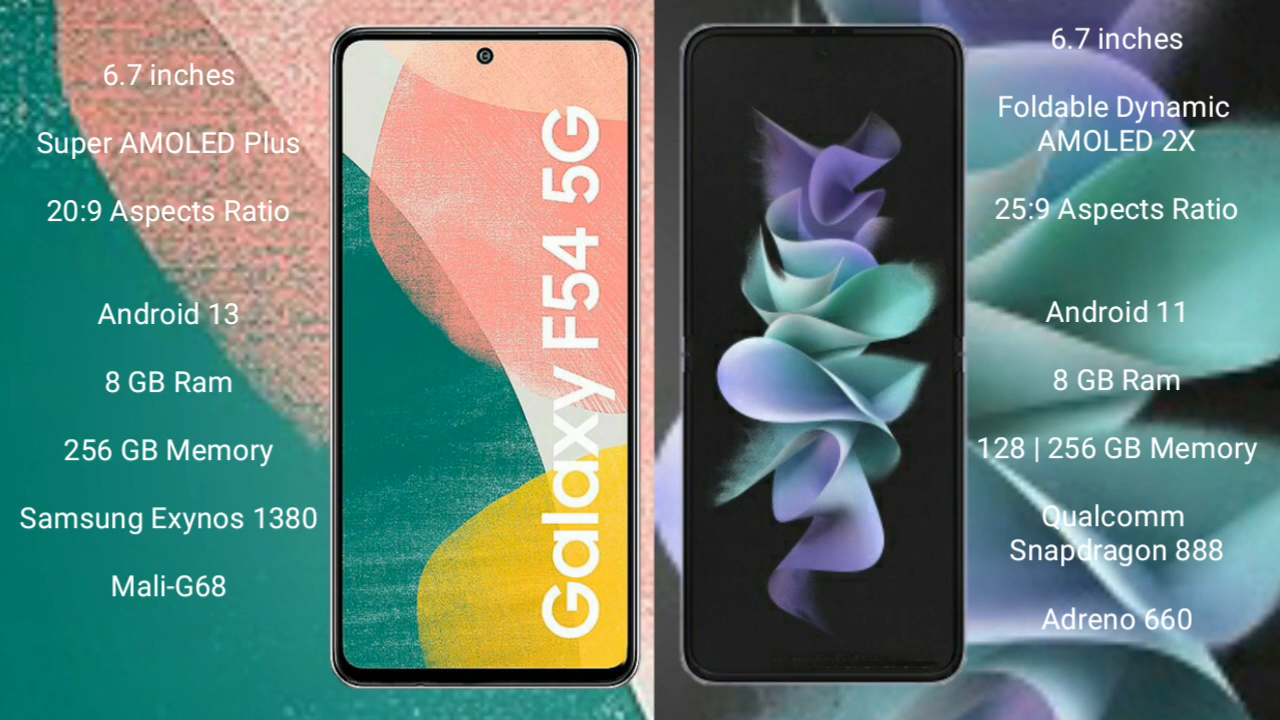 6.7 inches
Super AMOLED Plus
20:9 Aspects Ratio
Android 13
8 GB Ram
256 GB Memory
Samsung Exynos 1380
Mali-G68
Galaxy F54 5G
6.7 inches
Foldable Dynamic
AMOLED 2X
25:9 Aspects Ratio
Android 11
8 GB Ram
128 | 256 GB Memory
Qualcomm
Snapdragon 888
Adreno 660